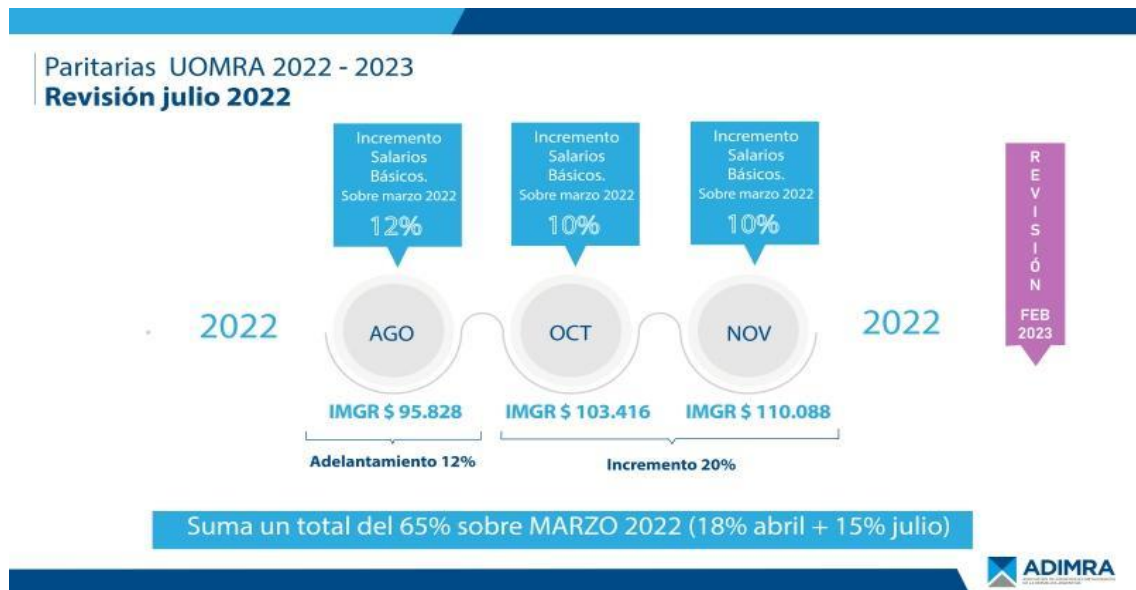 Paritarias UOMRA 2022 - 2023
Revisión julio 2022
Incremento
Salarios
Básicos.
Sobre marzo 2022
12%
Incremento
Salarios
Básicos.
Sobre marzo 2022
10%
Incremento
Salarios
Básicos.
Sobre marzo 2022
10%
REVISIÓN
FEB
2023
2022
AGO
OCT
NOV
2022
IMGR $ 95.828
IMGR $ 103.416
IMGR $ 110.088
Adelantamiento 12%
Incremento 20%
Suma un total del 65% sobre MARZO 2022 (18% abril + 15% julio)
ADIMRA